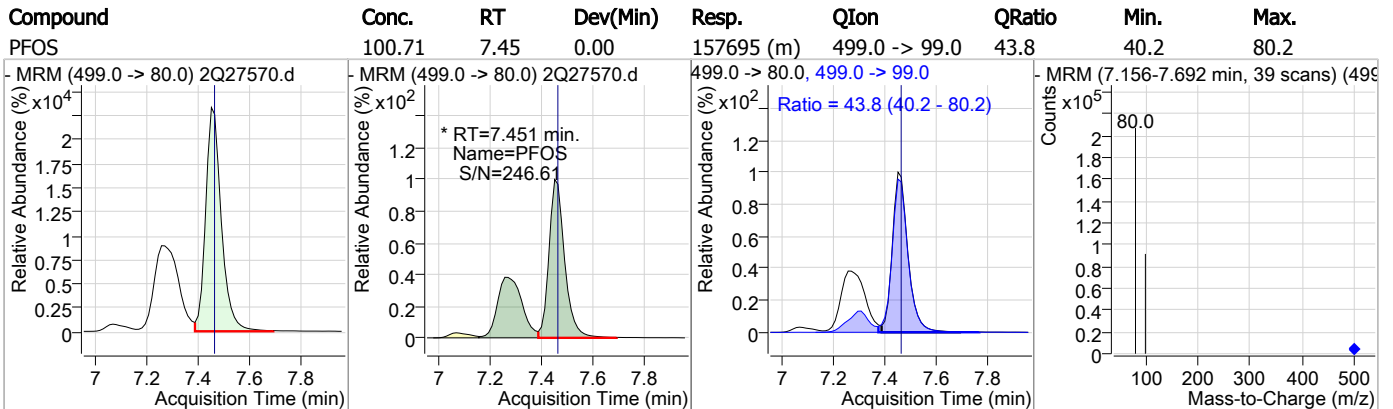 Compound Conc. RT Dev(Min) Resp. QIon QRatio Min. Max.
PFOS 100.71 7.45 0.00 157695 (m) 499.0 -> 99.0 43.8 40.2 80.2
- MRM (499.0 -> 80.0) 2Q27570.d
x10⁴
Relative Abundance (%)
2
1.75
1.5
1.25
1
0.75
0.5
0.25
0
7 7.2 7.4 7.6 7.8
Acquisition Time (min)
- MRM (499.0 -> 80.0) 2Q27570.d
x10²
Relative Abundance (%)
* RT=7.451 min.
Name=PFOS
S/N=246.61
1.2
1
0.8
0.6
0.4
0.2
0
7 7.2 7.4 7.6 7.8
Acquisition Time (min)
499.0 -> 80.0, 499.0 -> 99.0
x10²
Ratio = 43.8 (40.2 - 80.2)
Relative Abundance (%)
1.2
1
0.8
0.6
0.4
0.2
0
7 7.2 7.4 7.6 7.8
Acquisition Time (min)
- MRM (7.156-7.692 min, 39 scans) (499
x10⁵
Counts
80.0
2
1.8
1.6
1.4
1.2
1
0.8
0.6
0.4
0.2
0
100 200 300 400 500
Mass-to-Charge (m/z)